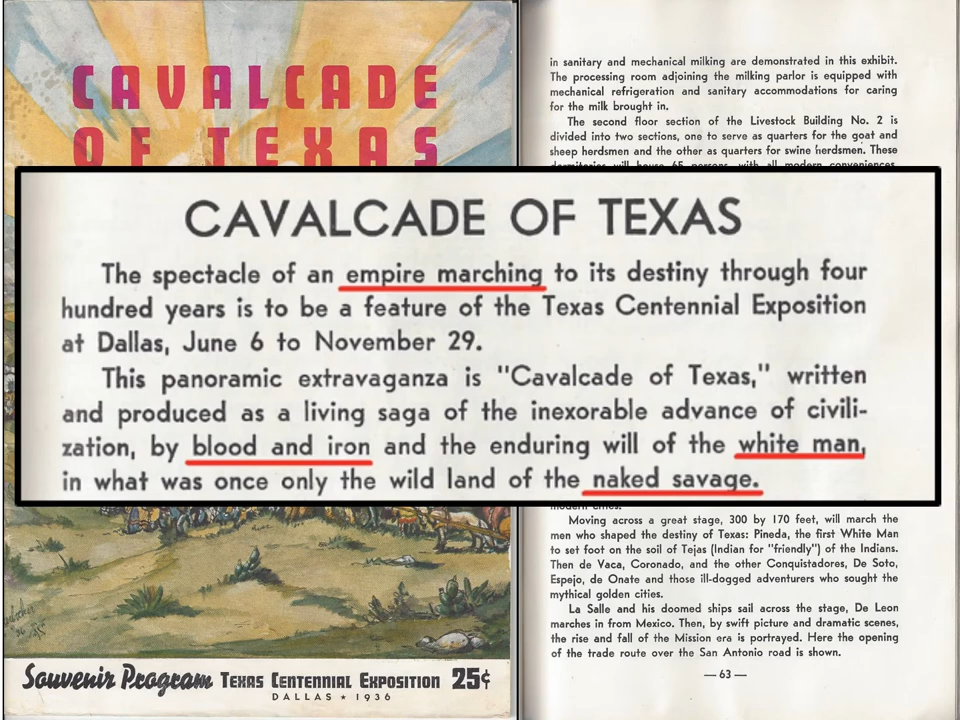 CAVALCADE
OF TEXAS
in sanitary and mechanical milking are demonstrated in this exhibit.
The processing room adjoining the milking parlor is equipped with
mechanical refrigeration and sanitary accommodations for caring
for the milk brought in.
The second floor section of the Livestock Building No. 2 is
divided into two sections, one to serve as quarters for the goat and
sheep herdsmen and the other as quarters for swine herdsmen. These
dormitories will house 65 persons, with all modern conveniences.
CAVALCADE OF TEXAS
The spectacle of an empire marching to its destiny through four
hundred years is to be a feature of the Texas Centennial Exposition
at Dallas, June 6 to November 29.
This panoramic extravaganza is "Cavalcade of Texas," written
and produced as a living saga of the inexorable advance of civili-
zation, by blood and iron and the enduring will of the white man,
in what was once only the wild land of the naked savage.
modern cities.
Moving across a great stage, 300 by 170 feet, will march the
men who shaped the destiny of Texas: Pineda, the first White Man
to set foot on the soil of Tejas (Indian for "friendly") of the Indians.
Then de Vaca, Coronado, and the other Conquistadores, De Soto,
Espejo, de Onate and those ill-dogged adventurers who sought the
mythical golden cities.
La Salle and his doomed ships sail across the stage, De Leon
marches in from Mexico. Then, by swift picture and dramatic scenes,
the rise and fall of the Mission era is portrayed. Here the opening
of the trade route over the San Antonio road is shown.
—63—
Souvenir Program TEXAS CENTENNIAL EXPOSITION 25¢
DALLAS ★ 1936